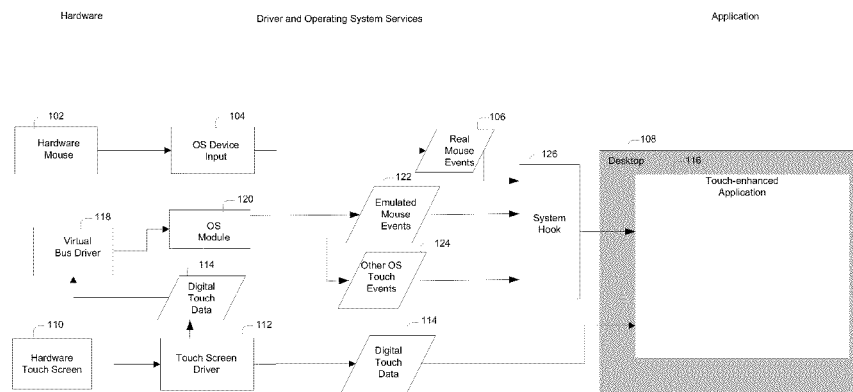 Hardware
Driver and Operating System Services
Application
102
104
106
108
Hardware
Mouse
OS Device
Input
Real
Mouse
Events
126
Desktop
116
122
Touch-enhanced
Application
118
120
Emulated
Mouse
Events
System
Hook
Virtual
Bus Driver
OS
Module
124
114
Other OS
Touch
Events
Digital
Touch
Data
110
112
114
Hardware
Touch Screen
Touch Screen
Driver
Digital
Touch
Data